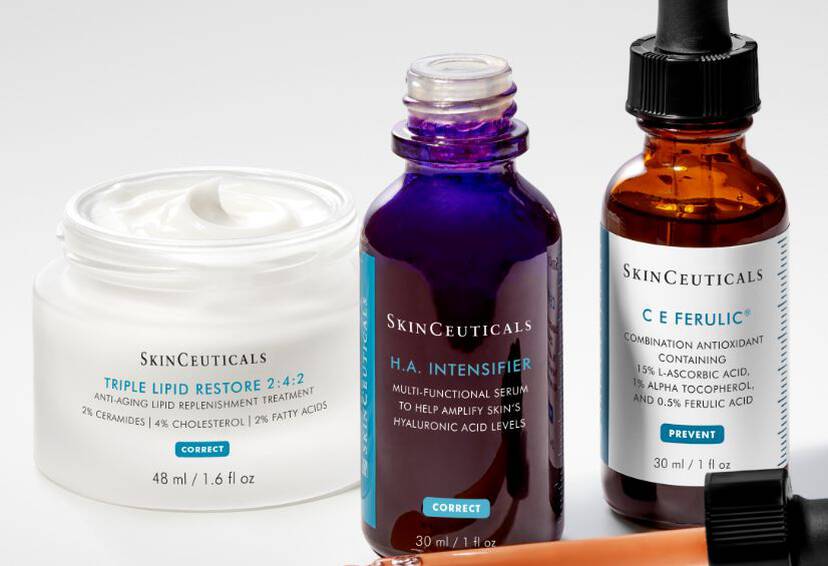 SKINCEUTICALS
TRIPLE LIPID RESTORE 2:4:2
ANTI-AGING LIPID REPLENISHMENT TREATMENT
2% CERAMIDES | 4% CHOLESTEROL | 2% FATTY ACIDS
CORRECT
48 ml / 1.6 fl oz
SKINCEUTICALS
SKINCEUTICALS
H.A. INTENSIFIER
MULTI-FUNCTIONAL SERUM
TO HELP AMPLIFY SKIN'S
HYALURONIC ACID LEVELS
CORRECT
30 ml / 1 fl oz
SKINCEUTICALS
C E FERULIC®
COMBINATION ANTIOXIDANT
CONTAINING
15% L-ASCORBIC ACID,
1% ALPHA TOCOPHEROL,
AND 0.5% FERULIC ACID
PREVENT
30 ml / 1 fl oz